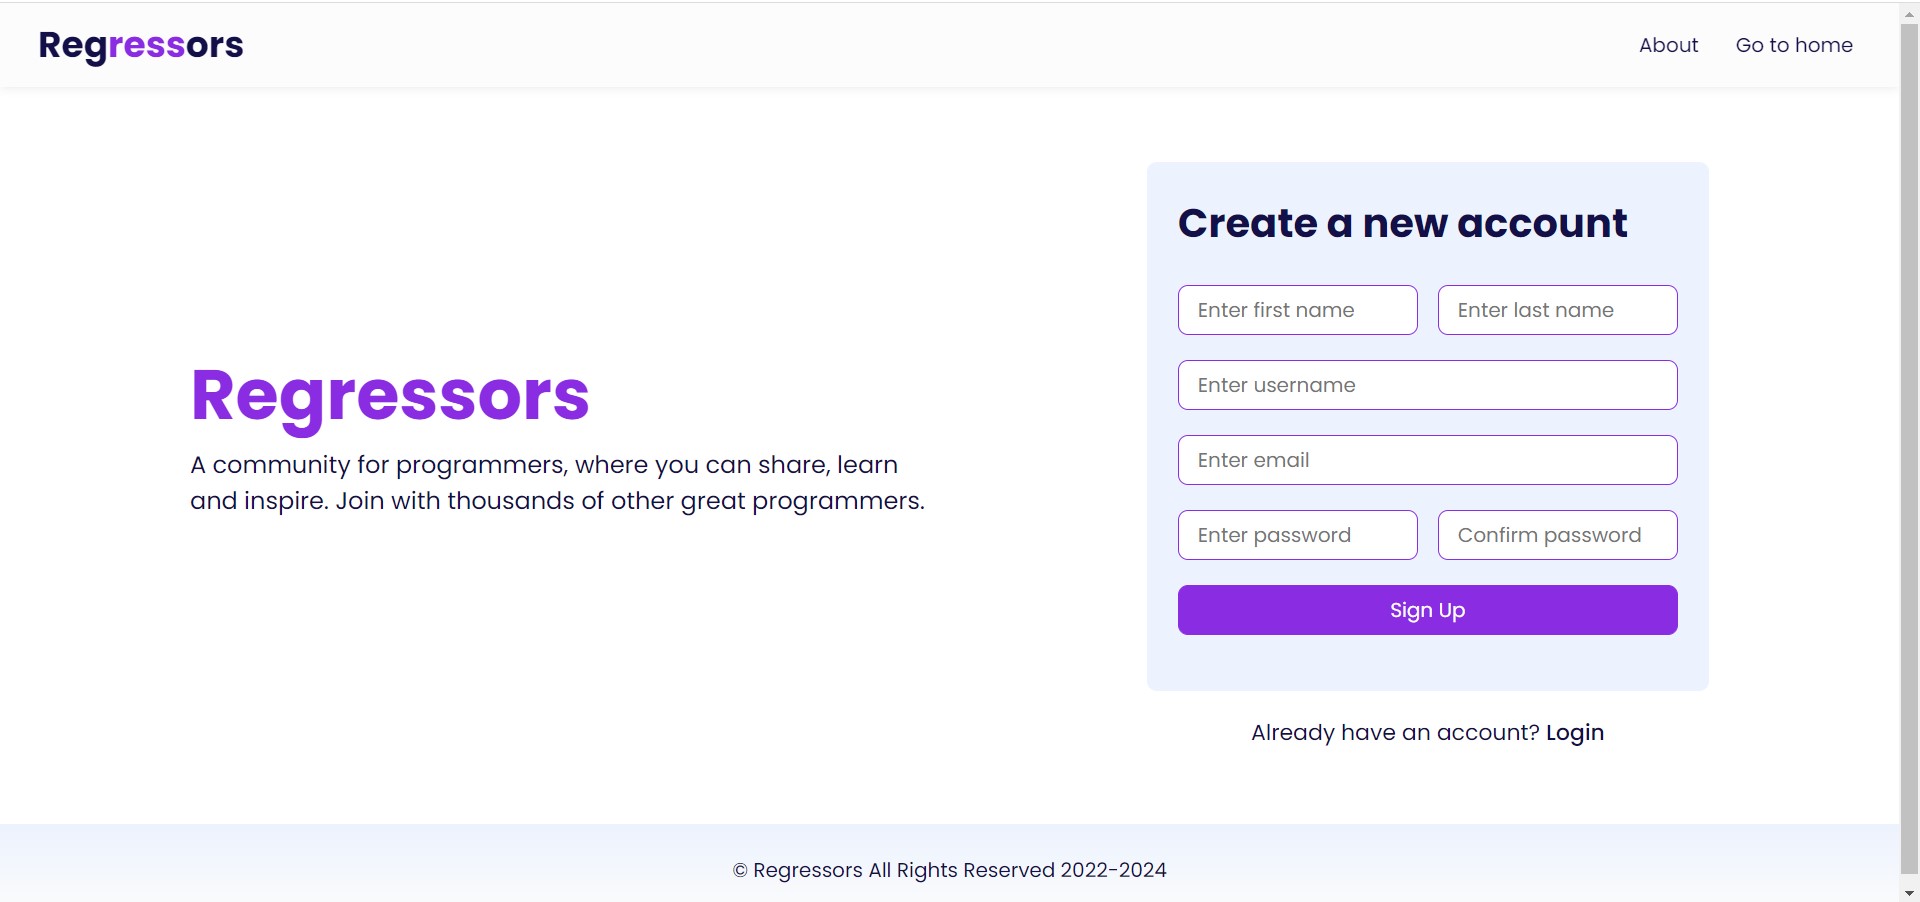 Regressors
About Go to home
Create a new account
Enter first name Enter last name
Enter username
Enter email
Enter password Confirm password
Sign Up
Already have an account? Login
Regressors
A community for programmers, where you can share, learn
and inspire. Join with thousands of other great programmers.
© Regressors All Rights Reserved 2022-2024